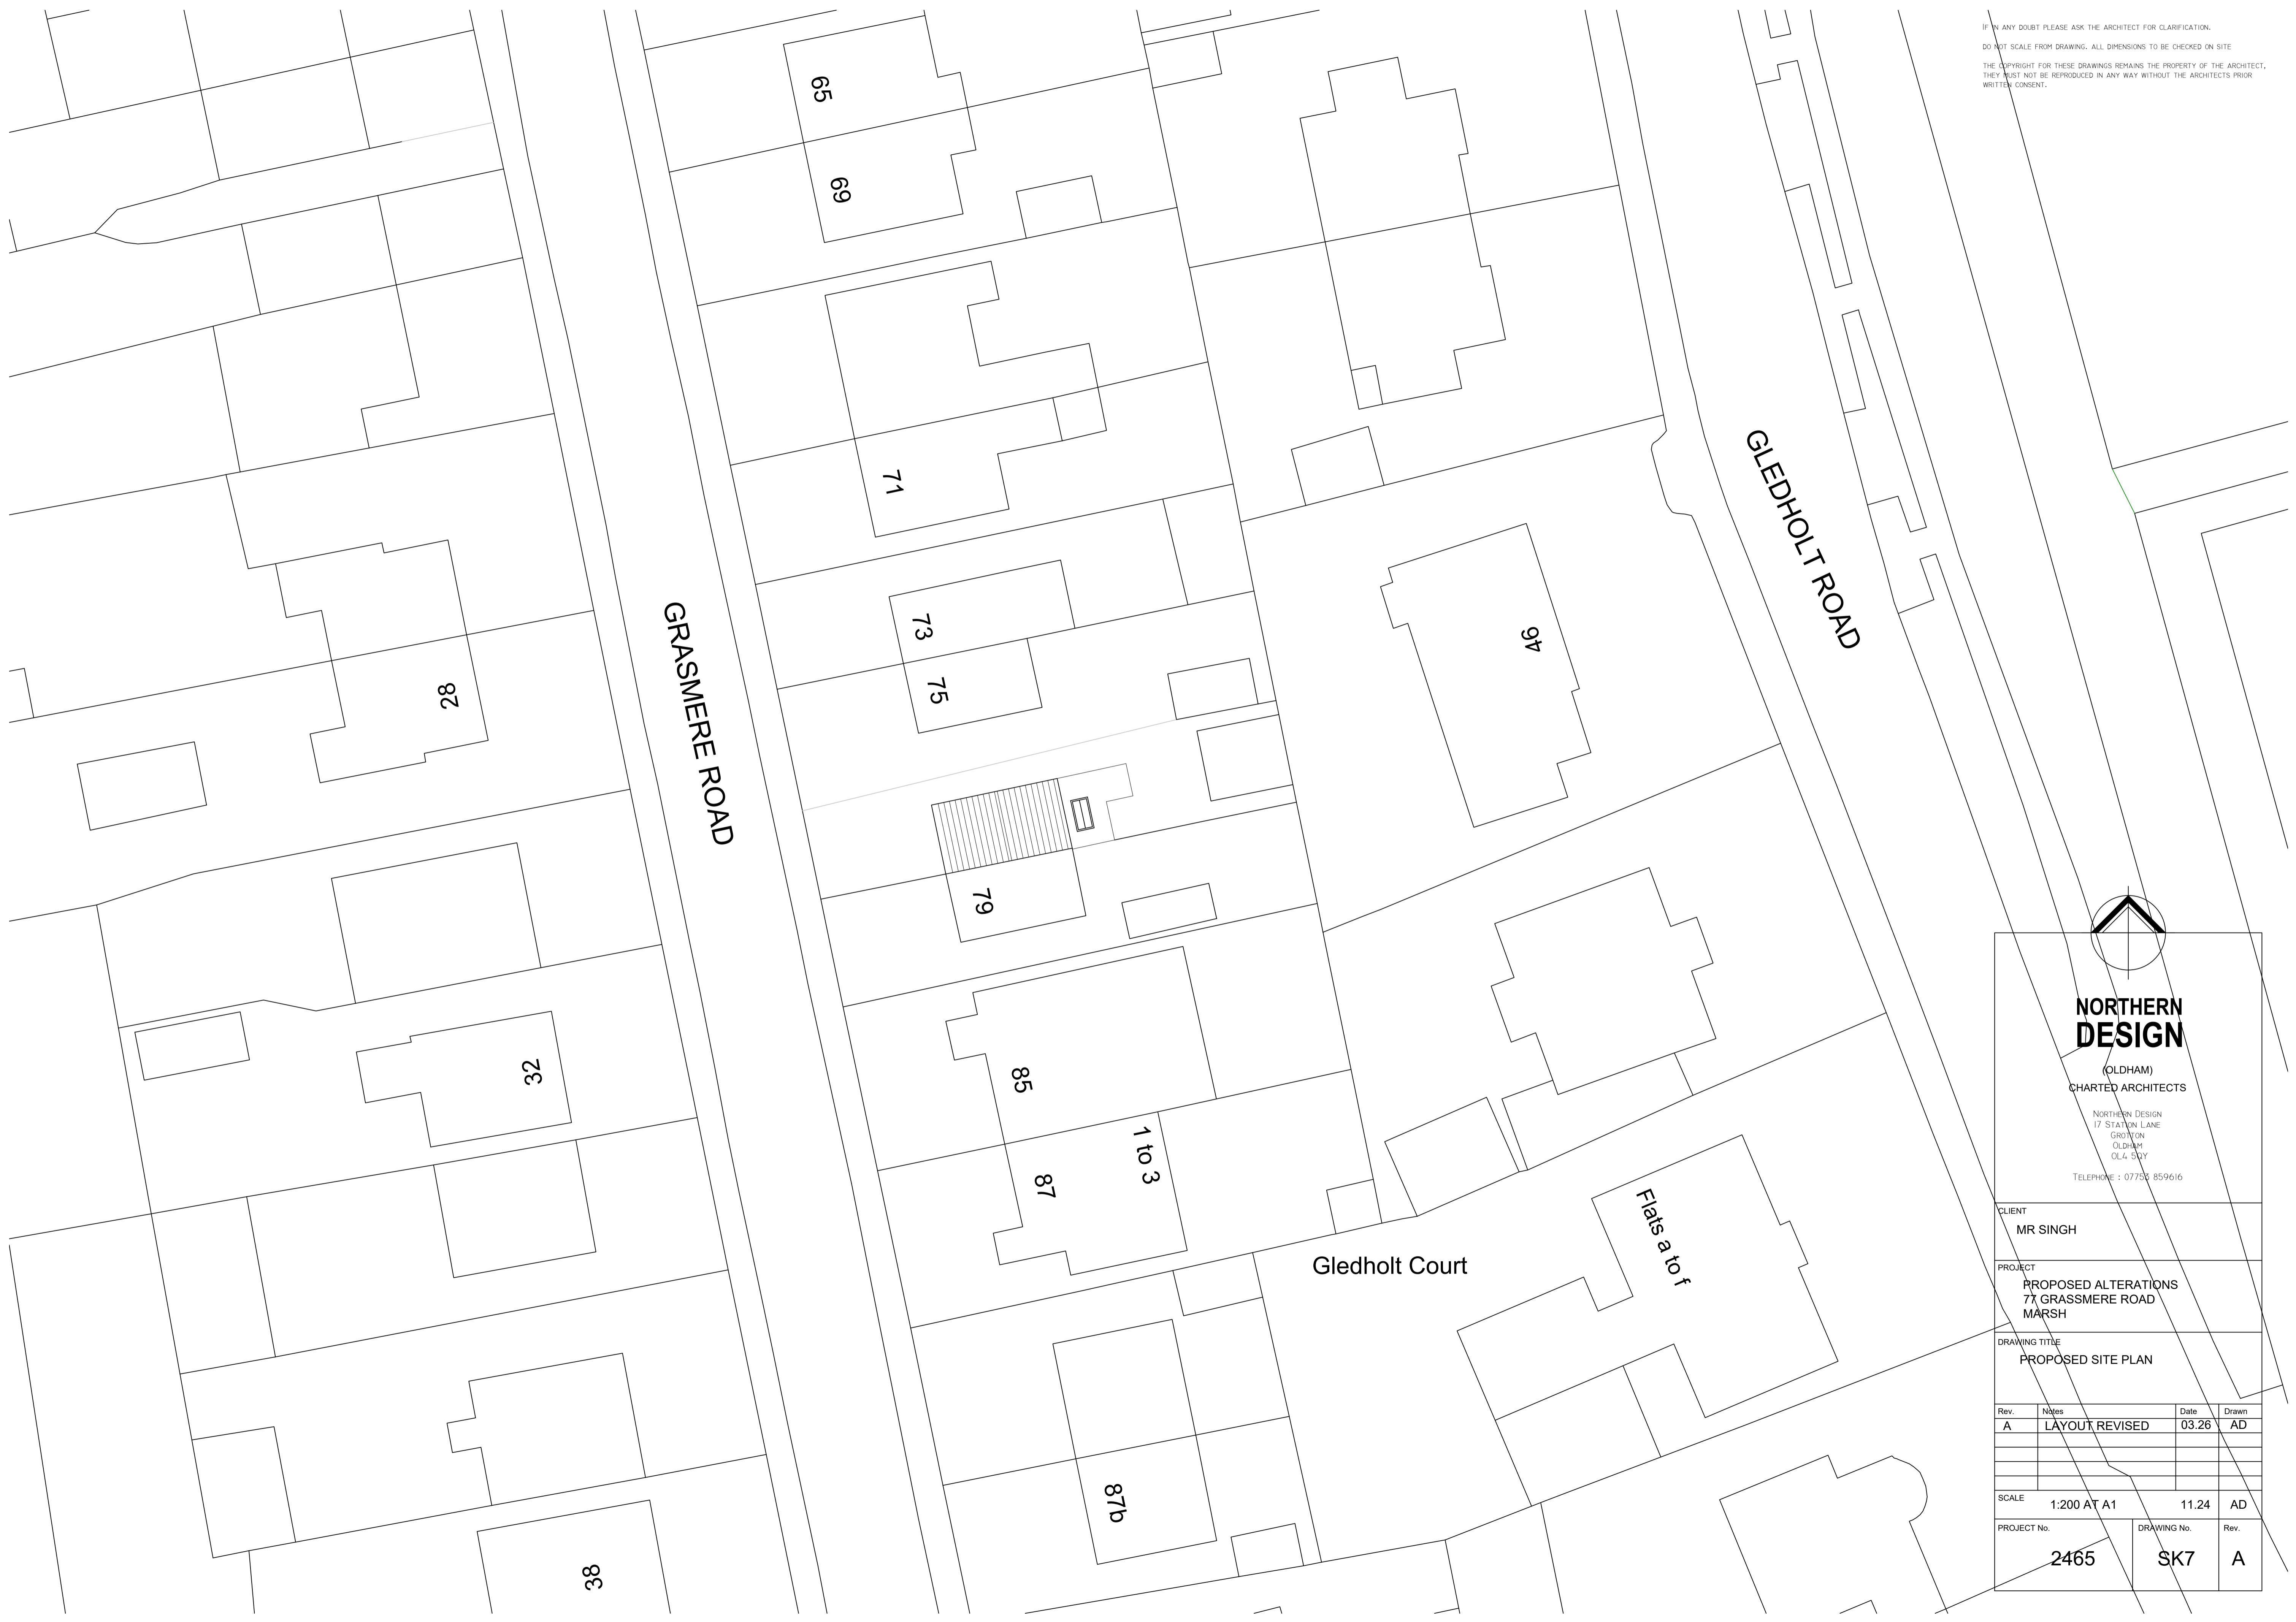 IF IN ANY DOUBT PLEASE ASK THE ARCHITECT FOR CLARIFICATION.
DO NOT SCALE FROM DRAWING. ALL DIMENSIONS TO BE CHECKED ON SITE
THE COPYRIGHT FOR THESE DRAWINGS REMAINS THE PROPERTY OF THE ARCHITECT,
THEY MUST NOT BE REPRODUCED IN ANY WAY WITHOUT THE ARCHITECTS PRIOR
WRITTEN CONSENT.
65
69
71
73
75
79
85
87
1 to 3
87b
28
32
38
46
GRASMERE ROAD
GLEDHOLT ROAD
Gledholt Court
Flats a to f
NORTHERN
DESIGN
(OLDHAM)
CHARTED ARCHITECTS
NORTHERN DESIGN
17 STATION LANE
GROTTON
OLDHAM
OL4 5QY
TELEPHONE : 07753 859616
CLIENT
MR SINGH
PROJECT
PROPOSED ALTERATIONS
77 GRASSMERE ROAD
MARSH
DRAWING TITLE
PROPOSED SITE PLAN
Rev. Notes Date Drawn
A LAYOUT REVISED 03.26 AD
SCALE 1:200 AT A1 11.24 AD
PROJECT No. DRAWING No. Rev.
2465 SK7 A